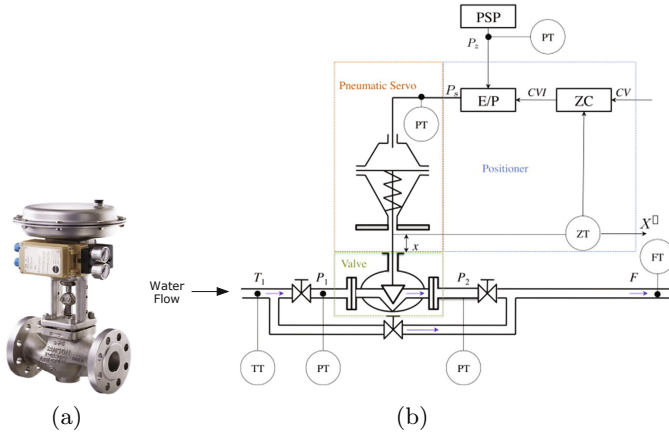 PSP
PT
P_z
Pneumatic Servo
P_s
E/P
CVI
ZC
CV
PT
Positioner
ZT
X
x
Valve
FT
Water
Flow
T_1
P_1
P_2
F
TT
PT
PT
(a)
(b)